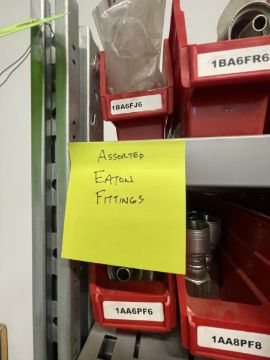 1BA6FJ6
1BA6FR6
ASSORTED
EATON
FITTINGS
1AA6PF6
1AA8PF8